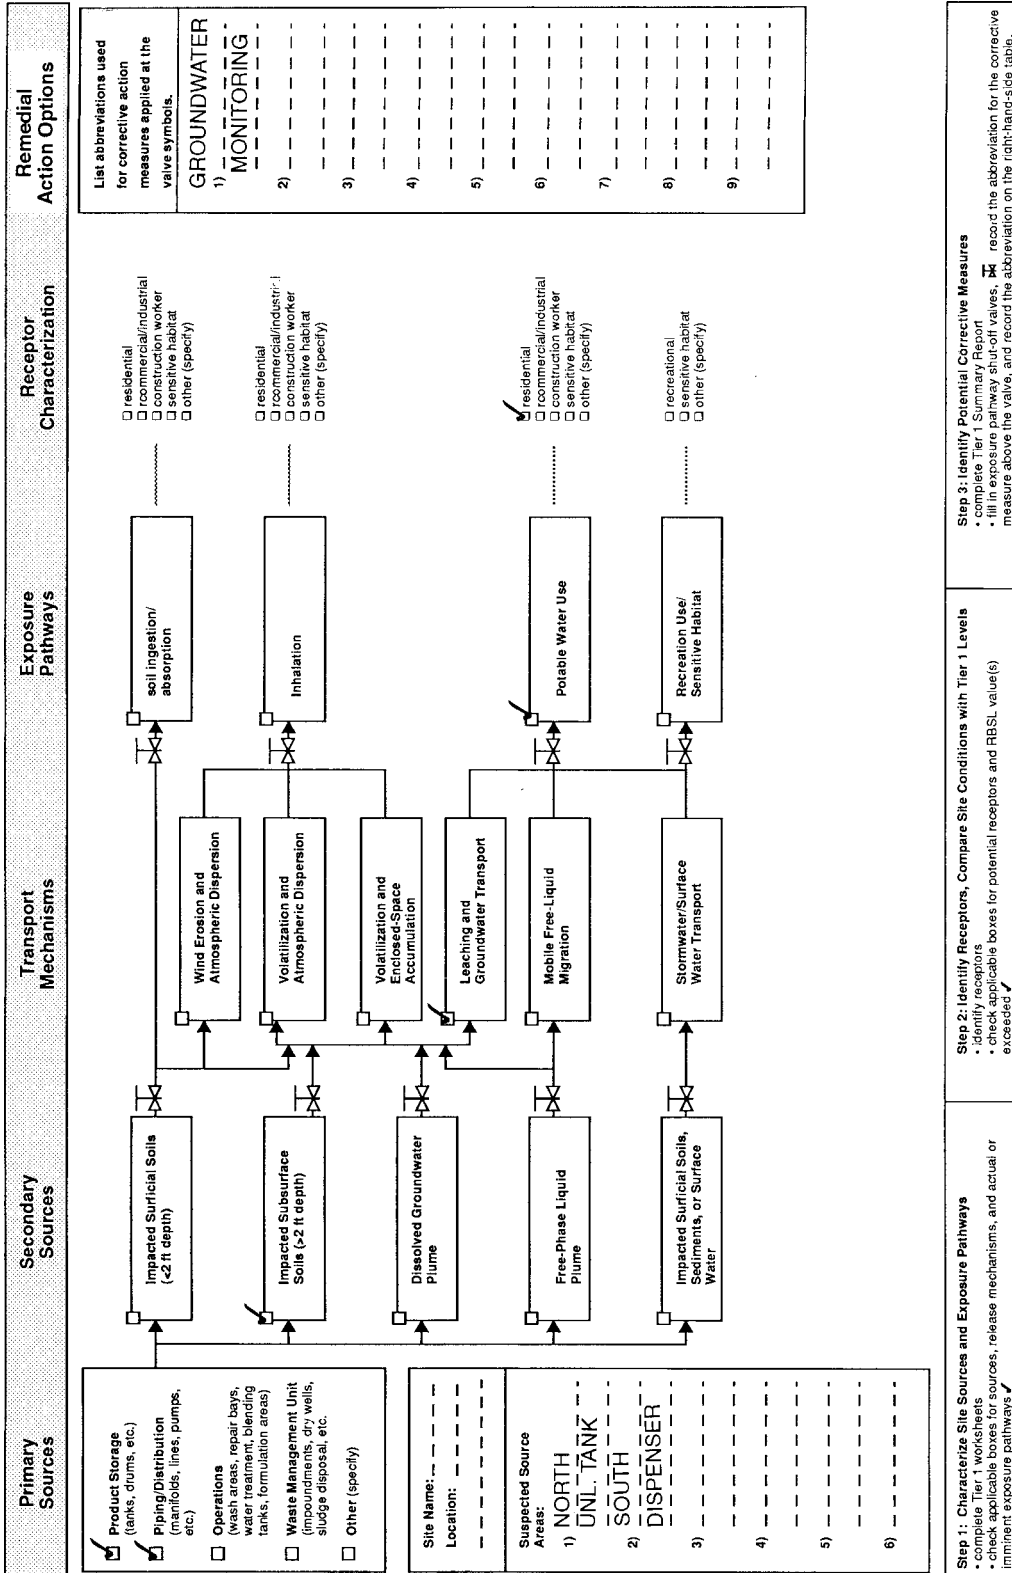 Primary
Sources
Secondary
Sources
Transport
Mechanisms
Exposure
Pathways
Receptor
Characterization
Remedial
Action Options
Product Storage
(tanks, drums, etc.)
Piping/Distribution
(manifolds, lines, pumps,
etc.)
Operations
(wash areas, repair bays,
water treatment, blending
tanks, formulation areas)
Waste Management Unit
(impoundments, dry wells,
sludge disposal, etc.
Other (specify)
Site Name:
Location:
Suspected Source
Areas:
1) NORTH
UNL. TANK
2) SOUTH
DISPENSER
3)
4)
5)
6)
Impacted Surficial Soils
(<2 ft depth)
Impacted Subsurface
Soils (>2 ft depth)
Dissolved Groundwater
Plume
Free-Phase Liquid
Plume
Impacted Surficial Soils,
Sediments, or Surface
Water
Wind Erosion and
Atmospheric Dispersion
Volatilization and
Atmospheric Dispersion
Volatilization and
Enclosed-Space
Accumulation
Leaching and
Groundwater Transport
Mobile Free-Liquid
Migration
Stormwater/Surface
Water Transport
soil ingestion/
absorption
Inhalation
Potable Water Use
Recreation Use/
Sensitive Habitat
residential
rcommercial/industrial
construction worker
sensitive habitat
other (specify)
residential
rcommercial/industrial
construction worker
sensitive habitat
other (specify)
residential
rcommercial/industrial
construction worker
sensitive habitat
other (specify)
recreational
sensitive habitat
other (specify)
List abbreviations used
for corrective action
measures applied at the
valve symbols.
1) GROUNDWATER
MONITORING
2)
3)
4)
5)
6)
7)
8)
9)
Step 1: Characterize Site Sources and Exposure Pathways
• complete Tier 1 worksheets
• check applicable boxes for sources, release mechanisms, and actual or
imminent exposure pathways ✓
Step 2: Identify Receptors, Compare Site Conditions with Tier 1 Levels
• identify receptors
• check applicable boxes for potential receptors and RBSL value(s)
exceeded ✓
Step 3: Identify Potential Corrective Measures
• complete Tier 1 Summary Report
• fill in exposure pathway shut-off valves, record the abbreviation for the corrective
measure above the valve, and record the abbreviation on the right-hand-side table.